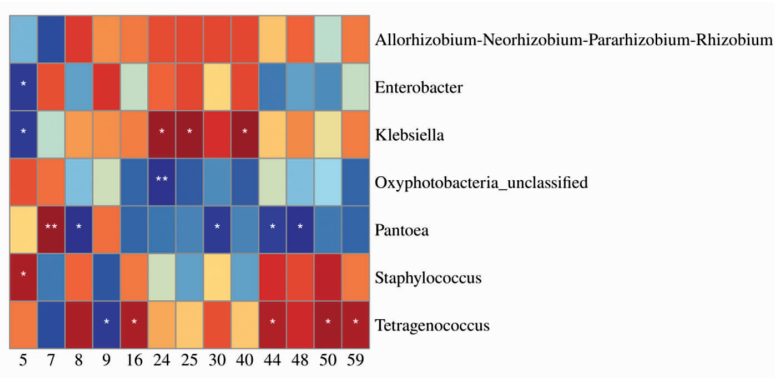 Allorhizobium-Neorhizobium-Pararhizobium-Rhizobium
* Enterobacter
* * * * Klebsiella
** Oxyphotobacteria_unclassified
** * * * * Pantoea
* Staphylococcus
* * * * * Tetragenococcus
5 7 8 9 16 24 25 30 40 44 48 50 59